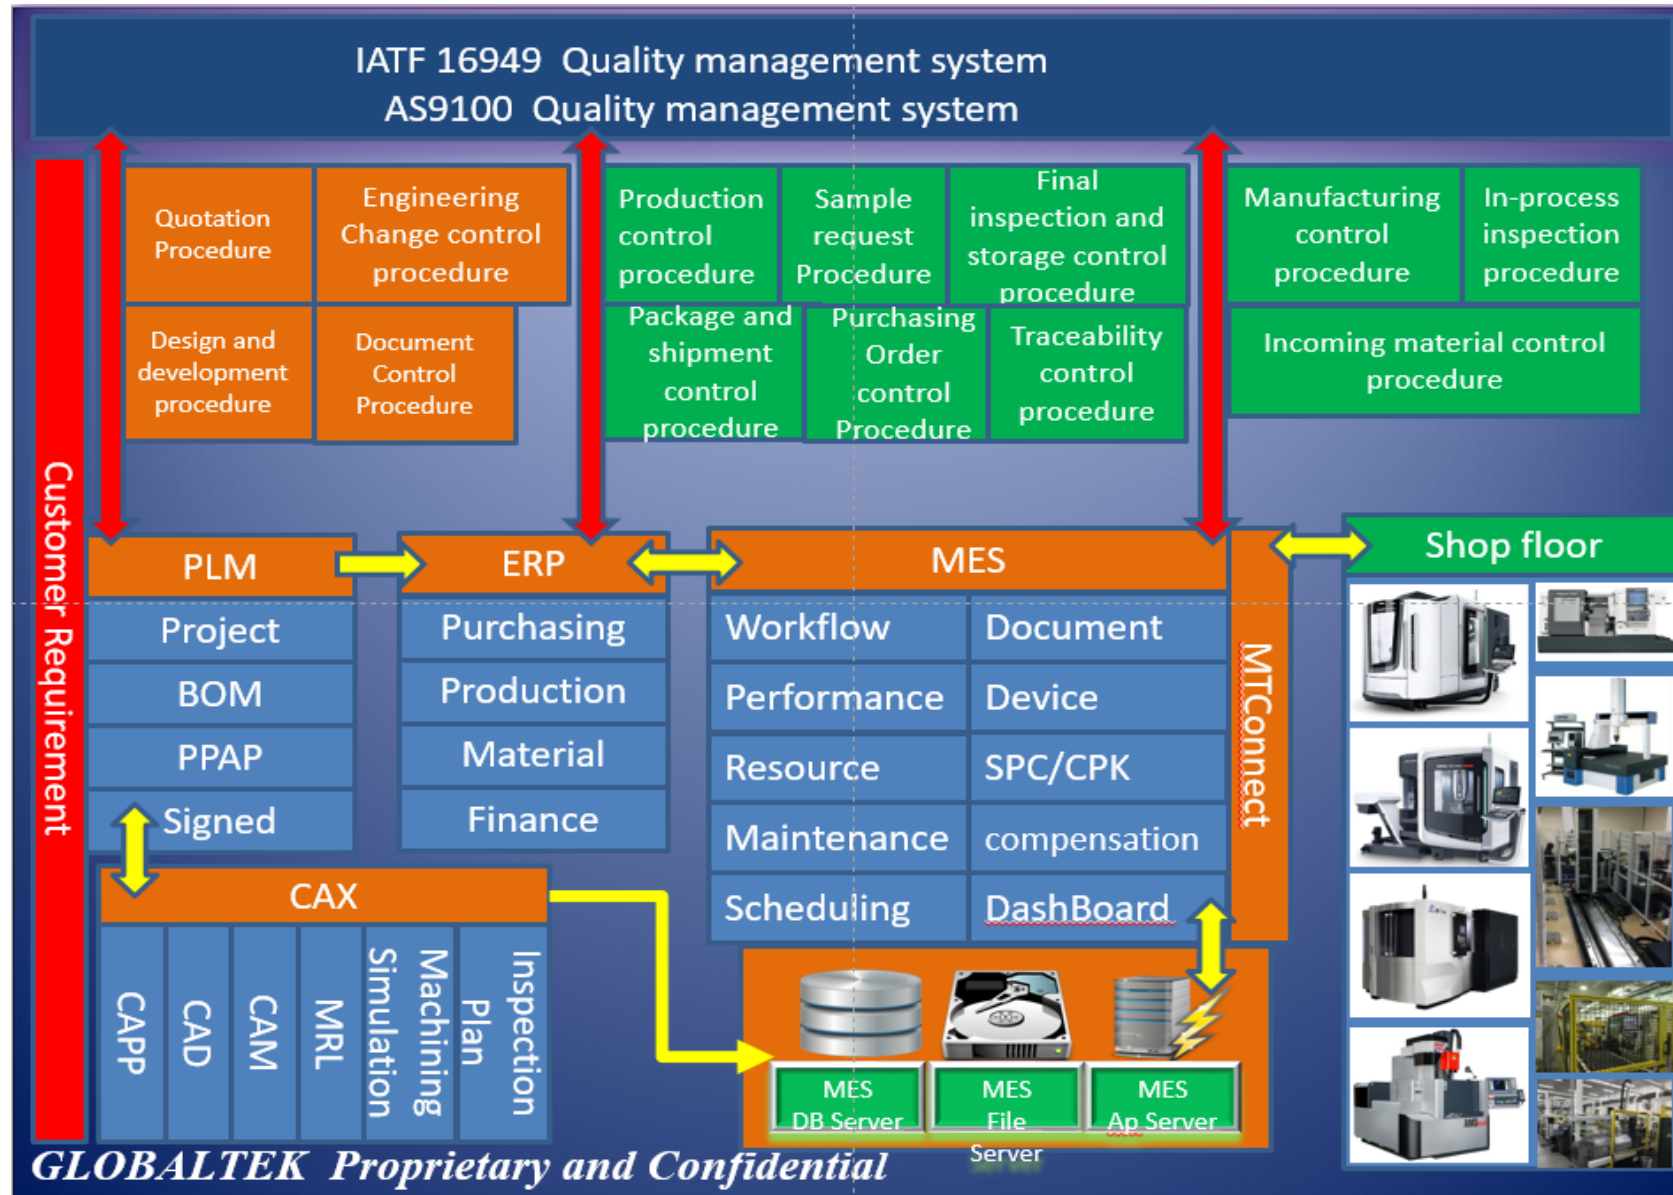 IATF 16949 Quality management system
AS9100 Quality management system
Customer Requirement
Quotation
Procedure
Engineering
Change control
procedure
Design and
development
procedure
Document
Control
Procedure
Production
control
procedure
Sample
request
Procedure
Final
inspection and
storage control
procedure
Package and
shipment
control
procedure
Purchasing
Order
control
Procedure
Traceability
control
procedure
Manufacturing
control
procedure
In-process
inspection
procedure
Incoming material control
procedure
PLM
Project
BOM
PPAP
Signed
ERP
Purchasing
Production
Material
Finance
MES
Workflow
Document
Performance
Device
Resource
SPC/CPK
Maintenance
compensation
Scheduling
DashBoard
MTConnect
Shop floor
CAX
CAPP
CAD
CAM
MRL
Machining
Simulation
Inspection
Plan
MES
DB Server
MES
File
Server
MES
Ap Server
GLOBALTEK Proprietary and Confidential